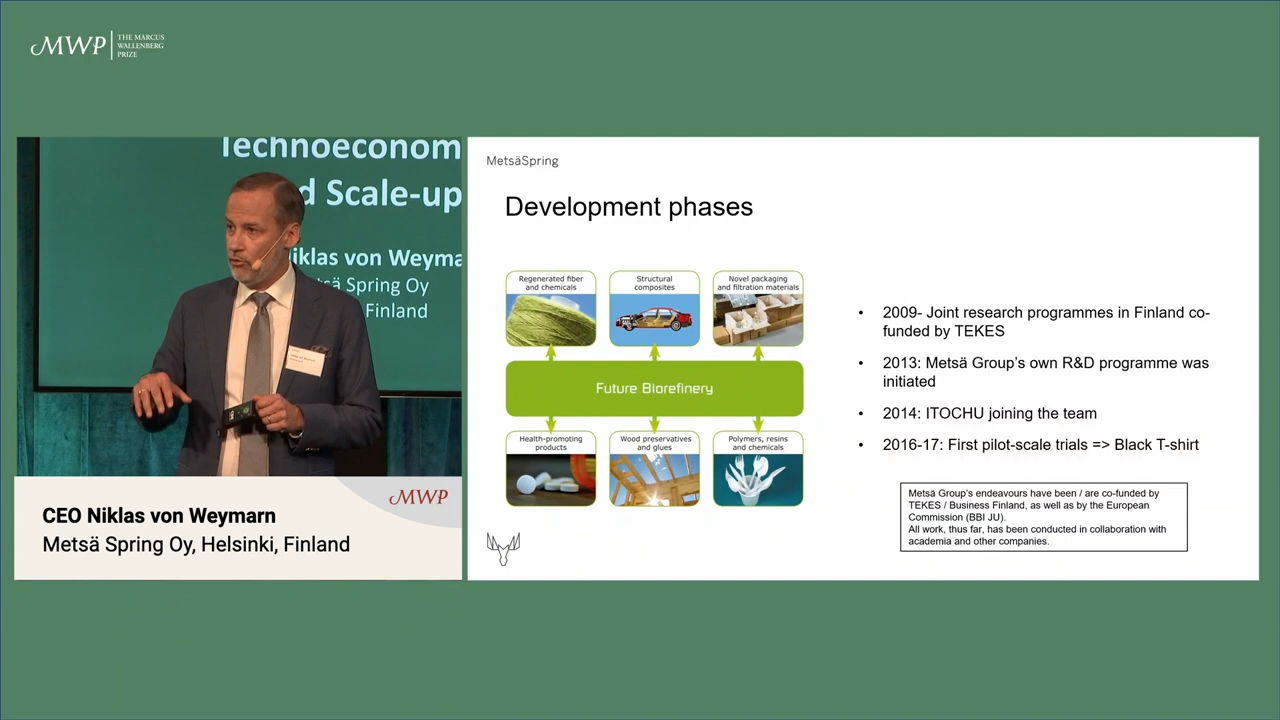 MWP
THE MARCUS
WALLENBERG
PRIZE
Technoeconom
d Scale-up
iklas von Weyma
tsä Spring Oy
Finland
MWP
CEO Niklas von Weymarn
Metsä Spring Oy, Helsinki, Finland
MetsäSpring
Development phases
Regenerated fiber
and chemicals
Structural
composites
Novel packaging
and filtration materials
Future Biorefinery
Health-promoting
products
Wood preservatives
and glues
Polymers, resins
and chemicals
• 2009- Joint research programmes in Finland co-
funded by TEKES
• 2013: Metsä Group's own R&D programme was
initiated
• 2014: ITOCHU joining the team
• 2016-17: First pilot-scale trials => Black T-shirt
Metsä Group's endeavours have been / are co-funded by
TEKES / Business Finland, as well as by the European
Commission (BBI JU).
All work, thus far, has been conducted in collaboration with
academia and other companies.